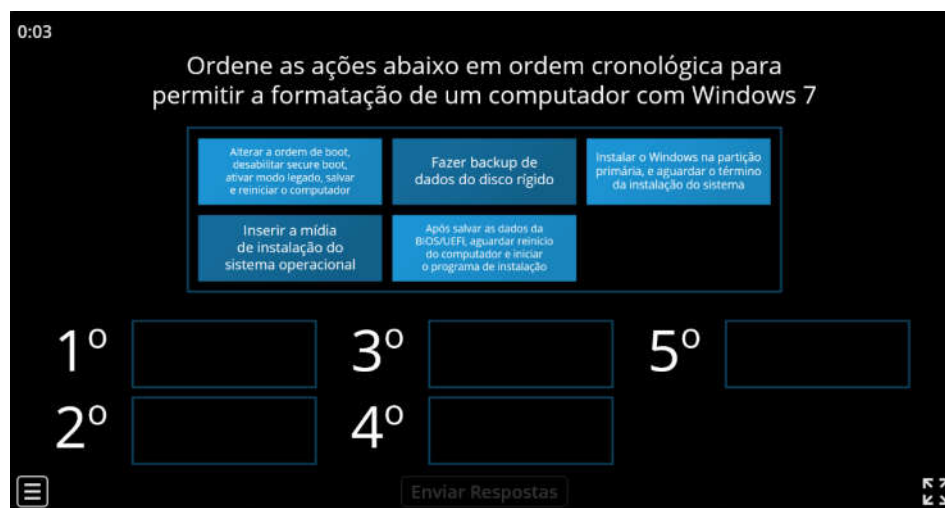 0:03
Ordene as ações abaixo em ordem cronológica para
permitir a formatação de um computador com Windows 7
Alterar a ordem de boot,
desabilitar secure boot,
ativar modo legado, salvar
e reiniciar o computador
Fazer backup de
dados do disco rígido
Instalar o Windows na partição
primária, e aguardar o término
da instalação do sistema
Inserir a mídia
de instalação do
sistema operacional
Após salvar as dados da
BIOS/UEFI, aguardar reinicio
do computador e iniciar
o programa de instalação
1º
3º
5º
2º
4º
Enviar Respostas